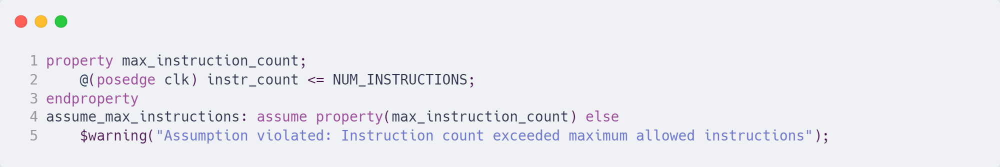 1 property max_instruction_count;
2     @(posedge clk) instr_count <= NUM_INSTRUCTIONS;
3 endproperty
4 assume_max_instructions: assume property(max_instruction_count) else
5     $warning("Assumption violated: Instruction count exceeded maximum allowed instructions");